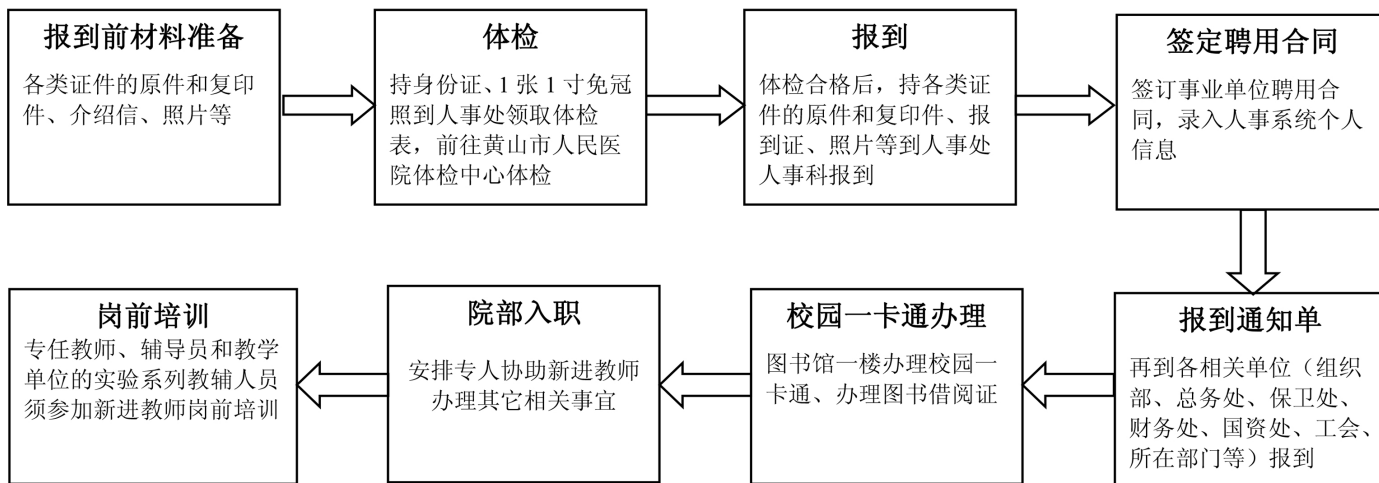 报到前材料准备
各类证件的原件和复印
件、介绍信、照片等
体检
持身份证、1 张 1 寸免冠
照到人事处领取体检
表，前往黄山市人民医
院体检中心体检
报到
体检合格后，持各类证
件的原件和复印件、报
到证、照片等到人事处
人事科报到
签定聘用合同
签订事业单位聘用合
同，录入人事系统个人
信息
报到通知单
再到各相关单位（组织
部、总务处、保卫处、
财务处、国资处、工会、
所在部门等）报到
校园一卡通办理
图书馆一楼办理校园一
卡通、办理图书借阅证
院部入职
安排专人协助新进教师
办理其它相关事宜
岗前培训
专任教师、辅导员和教学
单位的实验系列教辅人员
须参加新进教师岗前培训